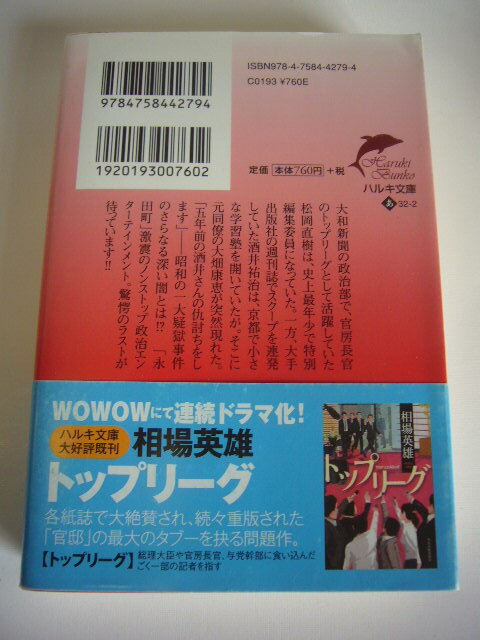 ISBN978-4-7584-4279-4
C0193 ¥760E
9784758442794
1920193007602
定価 本体760円 +税
Haruki
Bunko
ハルキ文庫
あ 32-2
大和新聞の政治部で、官房長官
のトップリーグとして活躍していた
松岡直樹は、史上最年少で特別
編集委員になっていた。一方、大手
出版社の週刊誌でスクープを連発
していた酒井祐治は、京都で小さ
な学習塾を開いていたが。そこに
元同僚の大畑康恵が突然現れた。
「五年前の酒井さんの仇討ちをし
ます」——昭和の一大疑獄事件
のさらなる深い闇とは!?　「永
田町」激震のノンストップ政治エン
ターテインメント。驚愕のラストが
待っています!!
WOWOWにて連続ドラマ化!
ハルキ文庫
大好評既刊
相場英雄
トップリーグ
各紙誌で大絶賛され、続々重版された
「官邸」の最大のタブーを抉る問題作。
【トップリーグ】
総理大臣や官房長官、与党幹部に食い込んだ
ごく一部の記者を指す
相場英雄
トップリーグ